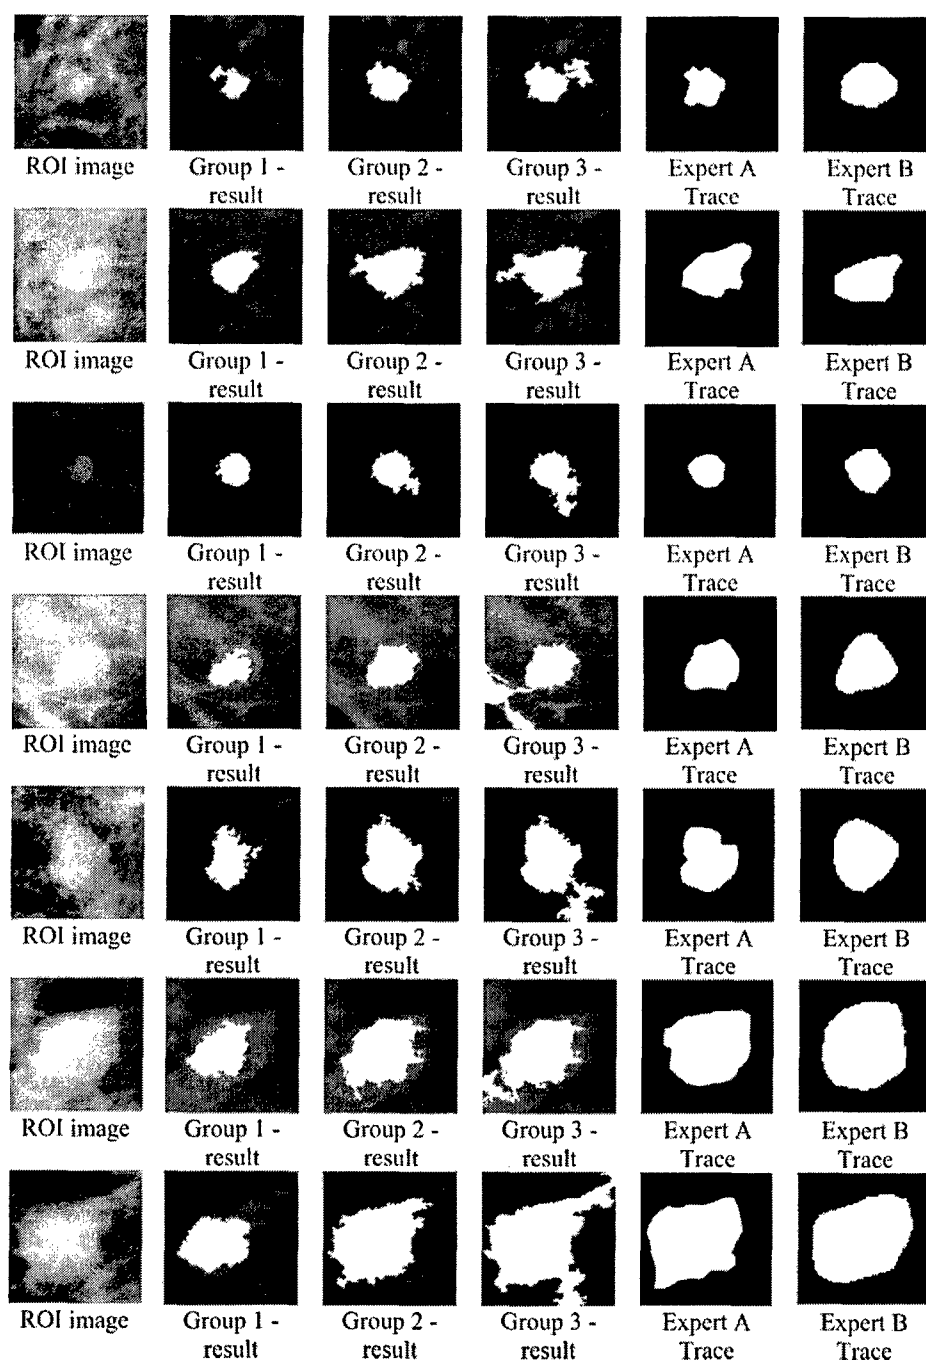 ROI image Group 1 - Group 2 - Group 3 - Expert A Expert B
result result result Trace Trace
ROI image Group 1 - Group 2 - Group 3 - Expert A Expert B
result result result Trace Trace
ROI image Group 1 - Group 2 - Group 3 - Expert A Expert B
result result result Trace Trace
ROI image Group 1 - Group 2 - Group 3 - Expert A Expert B
result result result Trace Trace
ROI image Group 1 - Group 2 - Group 3 - Expert A Expert B
result result result Trace Trace
ROI image Group 1 - Group 2 - Group 3 - Expert A Expert B
result result result Trace Trace
ROI image Group 1 - Group 2 - Group 3 - Expert A Expert B
result result result Trace Trace